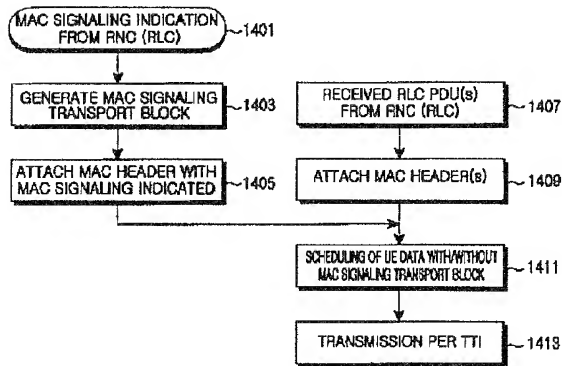 MAC SIGNALING INDICATION
FROM RNC (RLC)
1401
GENERATE MAC SIGNALING
TRANSPORT BLOCK
1403
ATTACH MAC HEADER WITH
MAC SIGNALING INDICATED
1405
RECEIVED RLC PDU(s)
FROM RNC (RLC)
1407
ATTACH MAC HEADER(s)
1409
SCHEDULING OF UE DATA WITH/WITHOUT
MAC SIGNALING TRANSPORT BLOCK
1411
TRANSMISSION PER TTI
1413